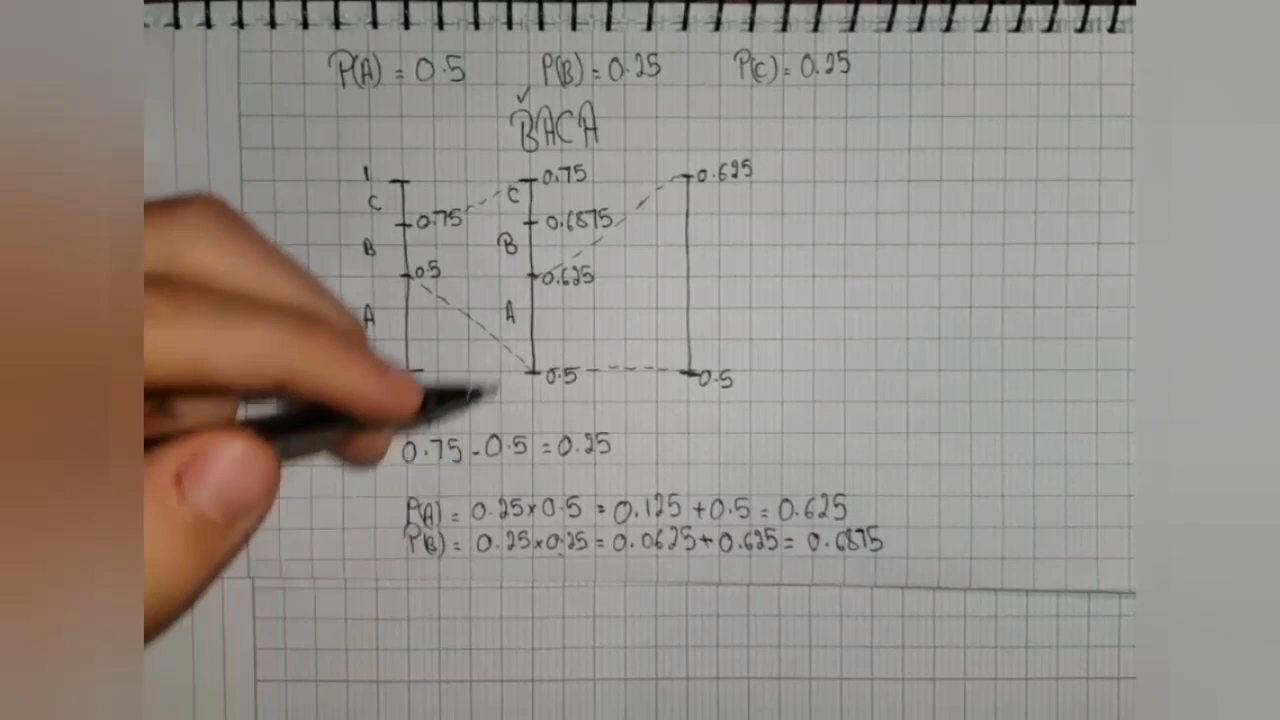 P(A) = 0.5 P(B) = 0.25 P(C) = 0.25
✓
BACA
1 C 0.75 0.625
C 0.75 B 0.6875
B 0.5 0.625
A A
0.5 0.5
0.75 - 0.5 = 0.25
P(A) = 0.25 × 0.5 = 0.125 + 0.5 = 0.625
P(B) = 0.25 × 0.25 = 0.0625 + 0.625 = 0.6875